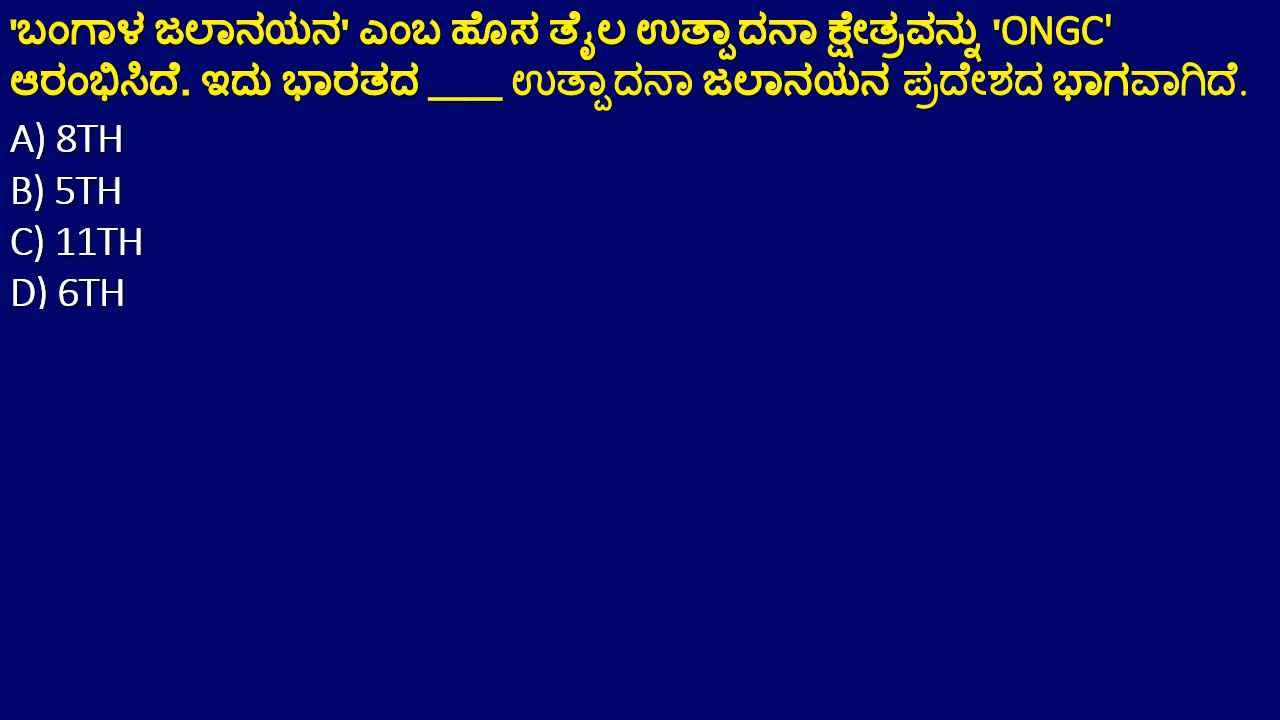 'ಬಂಗಾಳ ಜಲಾನಯನ' ಎಂಬ ಹೊಸ ತೈಲ ಉತ್ಪಾದನಾ ಕ್ಷೇತ್ರವನ್ನು 'ONGC'
ಆರಂಭಿಸಿದೆ. ಇದು ಭಾರತದ ____ ಉತ್ಪಾದನಾ ಜಲಾನಯನ ಪ್ರದೇಶದ ಭಾಗವಾಗಿದೆ.
A) 8TH
B) 5TH
C) 11TH
D) 6TH